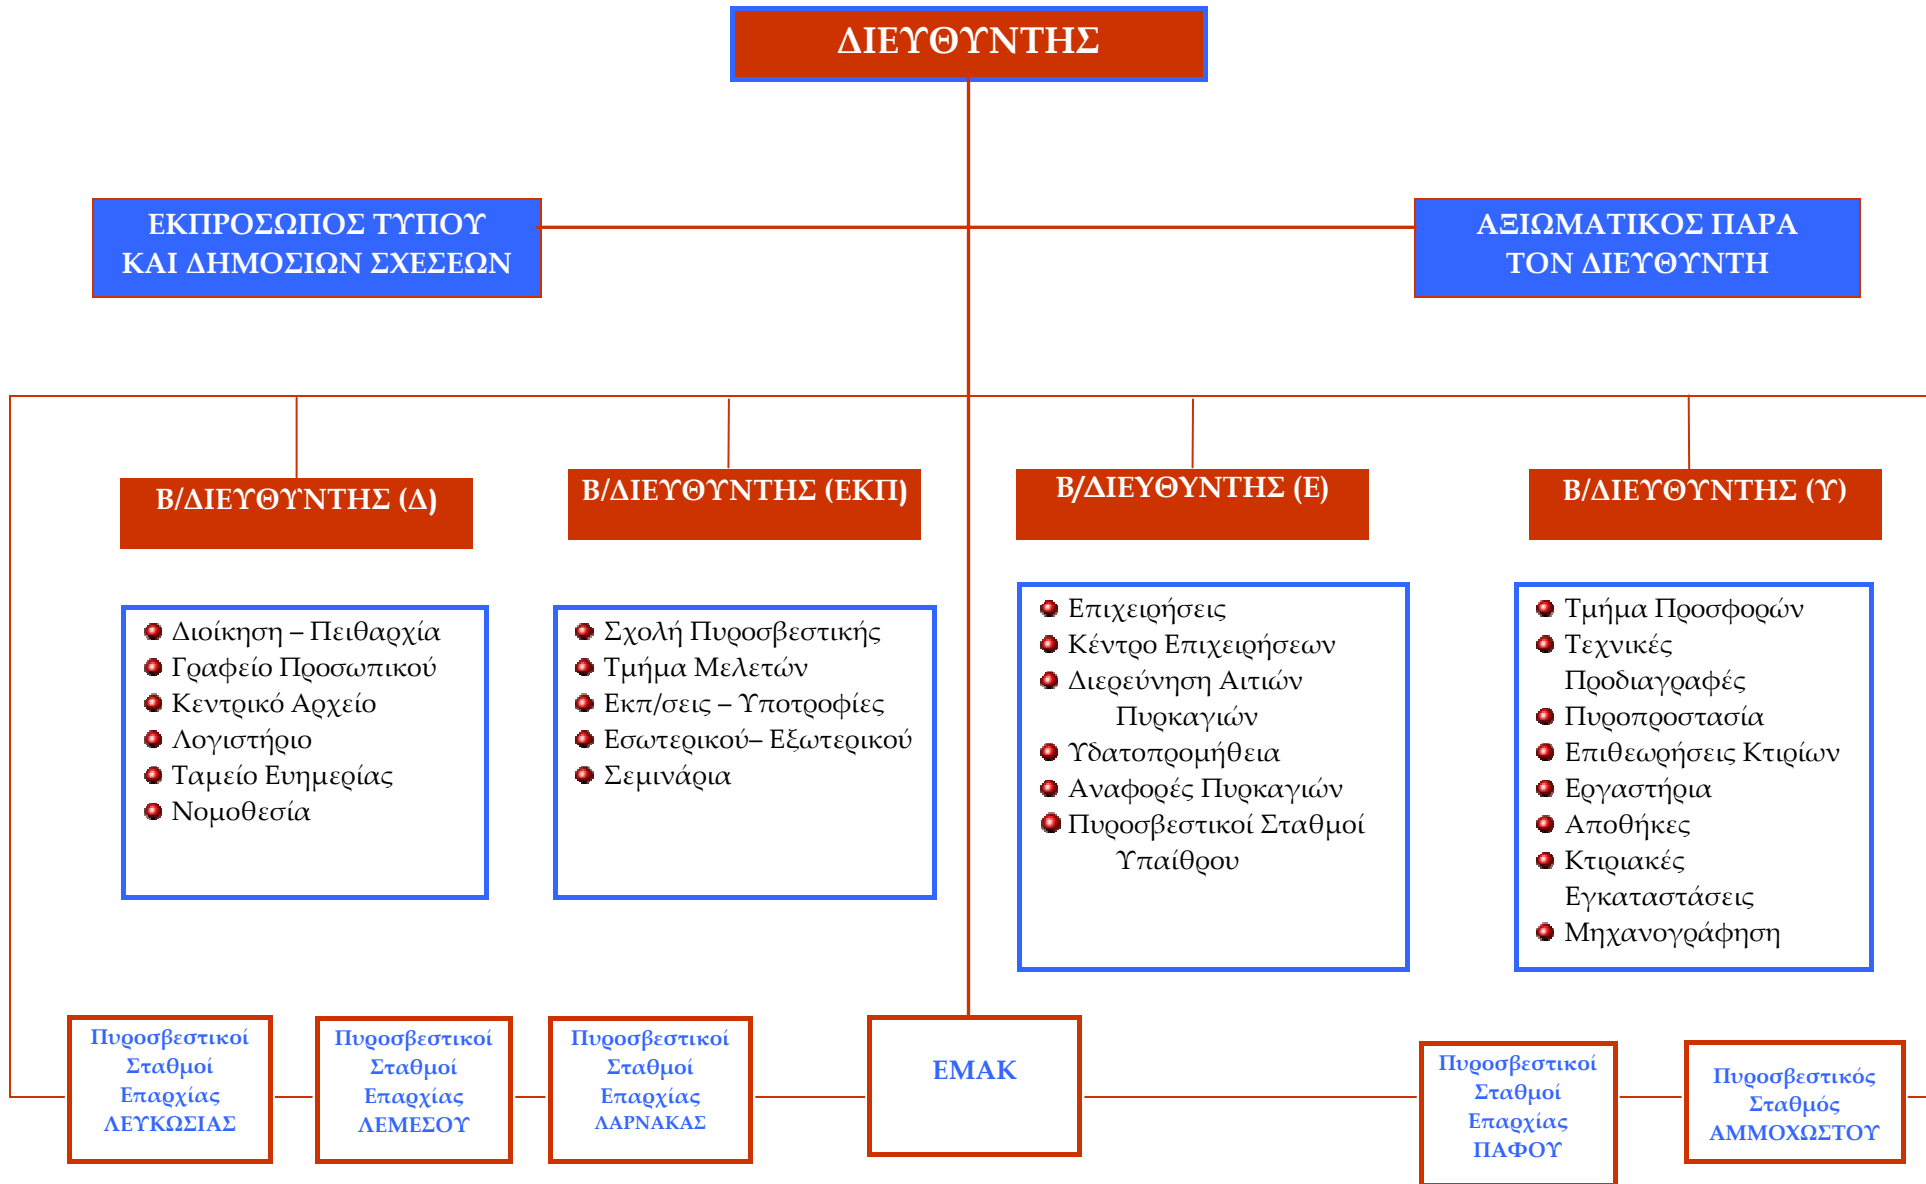 ΔΙΕΥΘΥΝΤΗΣ
ΕΚΠΡΟΣΩΠΟΣ ΤΥΠΟΥ
ΚΑΙ ΔΗΜΟΣΙΩΝ ΣΧΕΣΕΩΝ
ΑΞΙΩΜΑΤΙΚΟΣ ΠΑΡΑ
ΤΟΝ ΔΙΕΥΘΥΝΤΗ
Β/ΔΙΕΥΘΥΝΤΗΣ (Δ)
Β/ΔΙΕΥΘΥΝΤΗΣ (ΕΚΠ)
Β/ΔΙΕΥΘΥΝΤΗΣ (Ε)
Β/ΔΙΕΥΘΥΝΤΗΣ (Υ)
Διοίκηση – Πειθαρχία
Γραφείο Προσωπικού
Κεντρικό Αρχείο
Λογιστήριο
Ταμείο Ευημερίας
Νομοθεσία
Σχολή Πυροσβεστικής
Τμήμα Μελετών
Εκπ/σεις – Υποτροφίες
Εσωτερικού– Εξωτερικού
Σεμινάρια
Επιχειρήσεις
Κέντρο Επιχειρήσεων
Διερεύνηση Αιτιών
Πυρκαγιών
Υδατοπρομήθεια
Αναφορές Πυρκαγιών
Πυροσβεστικοί Σταθμοί
Υπαίθρου
Τμήμα Προσφορών
Τεχνικές
Προδιαγραφές
Πυροπροστασία
Επιθεωρήσεις Κτιρίων
Εργαστήρια
Αποθήκες
Κτιριακές
Εγκαταστάσεις
Μηχανογράφηση
Πυροσβεστικοί
Σταθμοί
Επαρχίας
ΛΕΥΚΩΣΙΑΣ
Πυροσβεστικοί
Σταθμοί
Επαρχίας
ΛΕΜΕΣΟΥ
Πυροσβεστικοί
Σταθμοί
Επαρχίας
ΛΑΡΝΑΚΑΣ
ΕΜΑΚ
Πυροσβεστικοί
Σταθμοί
Επαρχίας
ΠΑΦΟΥ
Πυροσβεστικός
Σταθμός
ΑΜΜΟΧΩΣΤΟΥ